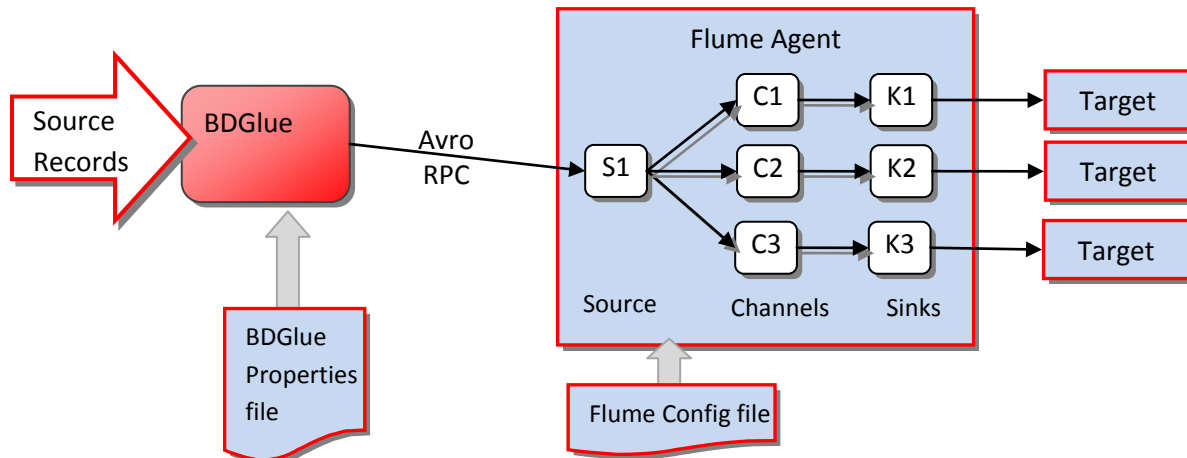 Source
Records
BDGlue
Avro
RPC
Flume Agent
S1
C1
K1
C2
K2
C3
K3
Source
Channels
Sinks
Target
Target
Target
BDGlue
Properties
file
Flume Config file